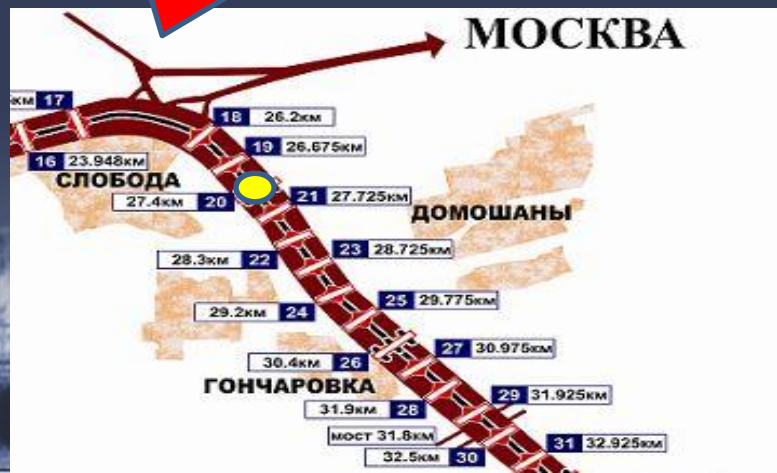 МОСКВА
км 17
18 26.2км
19 26.675км
16 23.948км
СЛОБОДА
27.4км 20
21 27.725км
ДОМОШАНЫ
23 28.725км
28.3км 22
25 29.775км
29.2км 24
27 30.975км
30.4км 26
ГОНЧАРОВКА
29 31.925км
31.9км 28
мост 31.8км
31 32.925км
32.5км 30